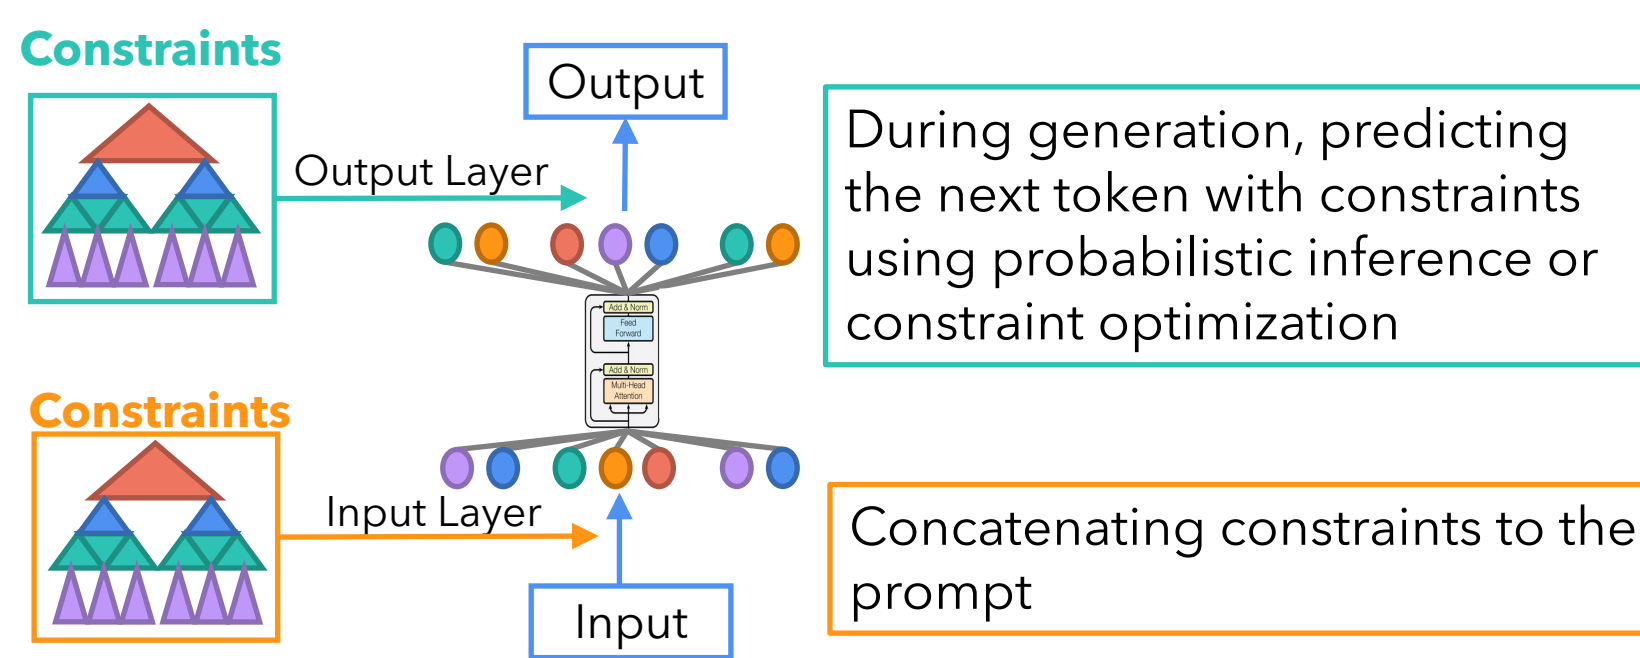 Constraints
Output
Output Layer
During generation, predicting
the next token with constraints
using probabilistic inference or
constraint optimization
Add & Norm
Feed
Forward
Add & Norm
Multi-Head
Attention
Constraints
Input Layer
Input
Concatenating constraints to the
prompt